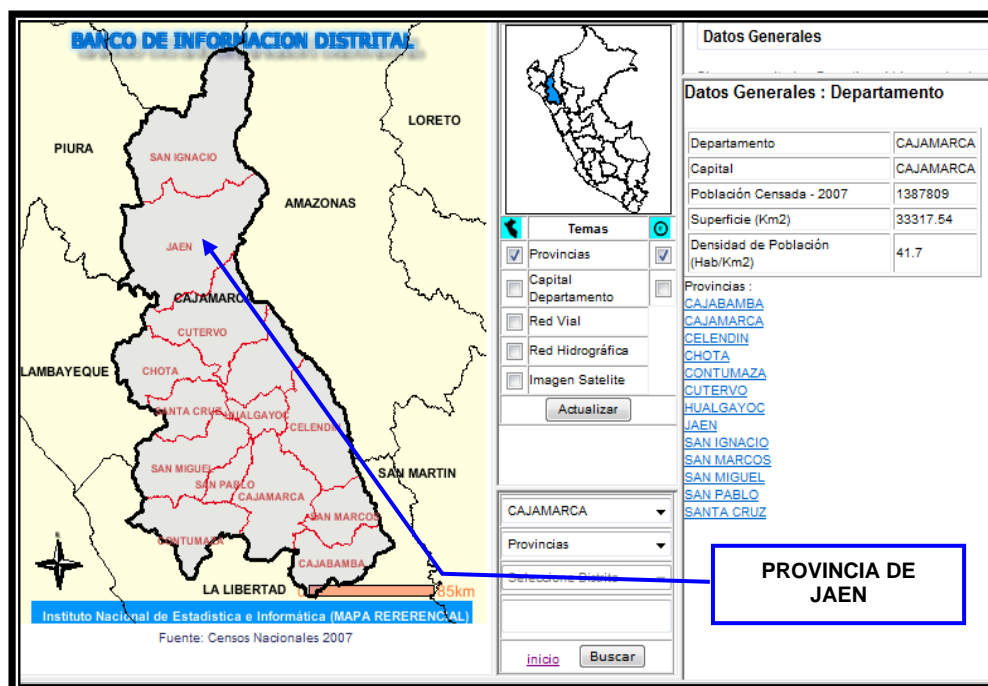 BANCO DE INFORMACION DISTRITAL
LORETO
PIURA
SAN IGNACIO
AMAZONAS
JAEN
CAJAMARCA
CUTERVO
LAMBAYEQUE
CHOTA
SANTA CRUZ
HUALGAYOC
CELENDIN
SAN MIGUEL
SAN MARTIN
SAN PABLO
CAJAMARCA
SAN MARCOS
CONTUMAZA
CAJABAMBA
LA LIBERTAD
0
85km
Instituto Nacional de Estadistica e Informática (MAPA RERERENCIAL)
Fuente: Censos Nacionales 2007
Temas
Provincias
Capital
Departamento
Red Vial
Red Hidrográfica
Imagen Satelite
Actualizar
CAJAMARCA
Provincias
Seleccione Distrito
inicio Buscar
Datos Generales
Datos Generales : Departamento
Departamento CAJAMARCA
Capital CAJAMARCA
Población Censada - 2007 1387809
Superficie (Km2) 33317.54
Densidad de Población
(Hab/Km2) 41.7
Provincias :
CAJABAMBA
CAJAMARCA
CELENDIN
CHOTA
CONTUMAZA
CUTERVO
HUALGAYOC
JAEN
SAN IGNACIO
SAN MARCOS
SAN MIGUEL
SAN PABLO
SANTA CRUZ
PROVINCIA DE
JAEN